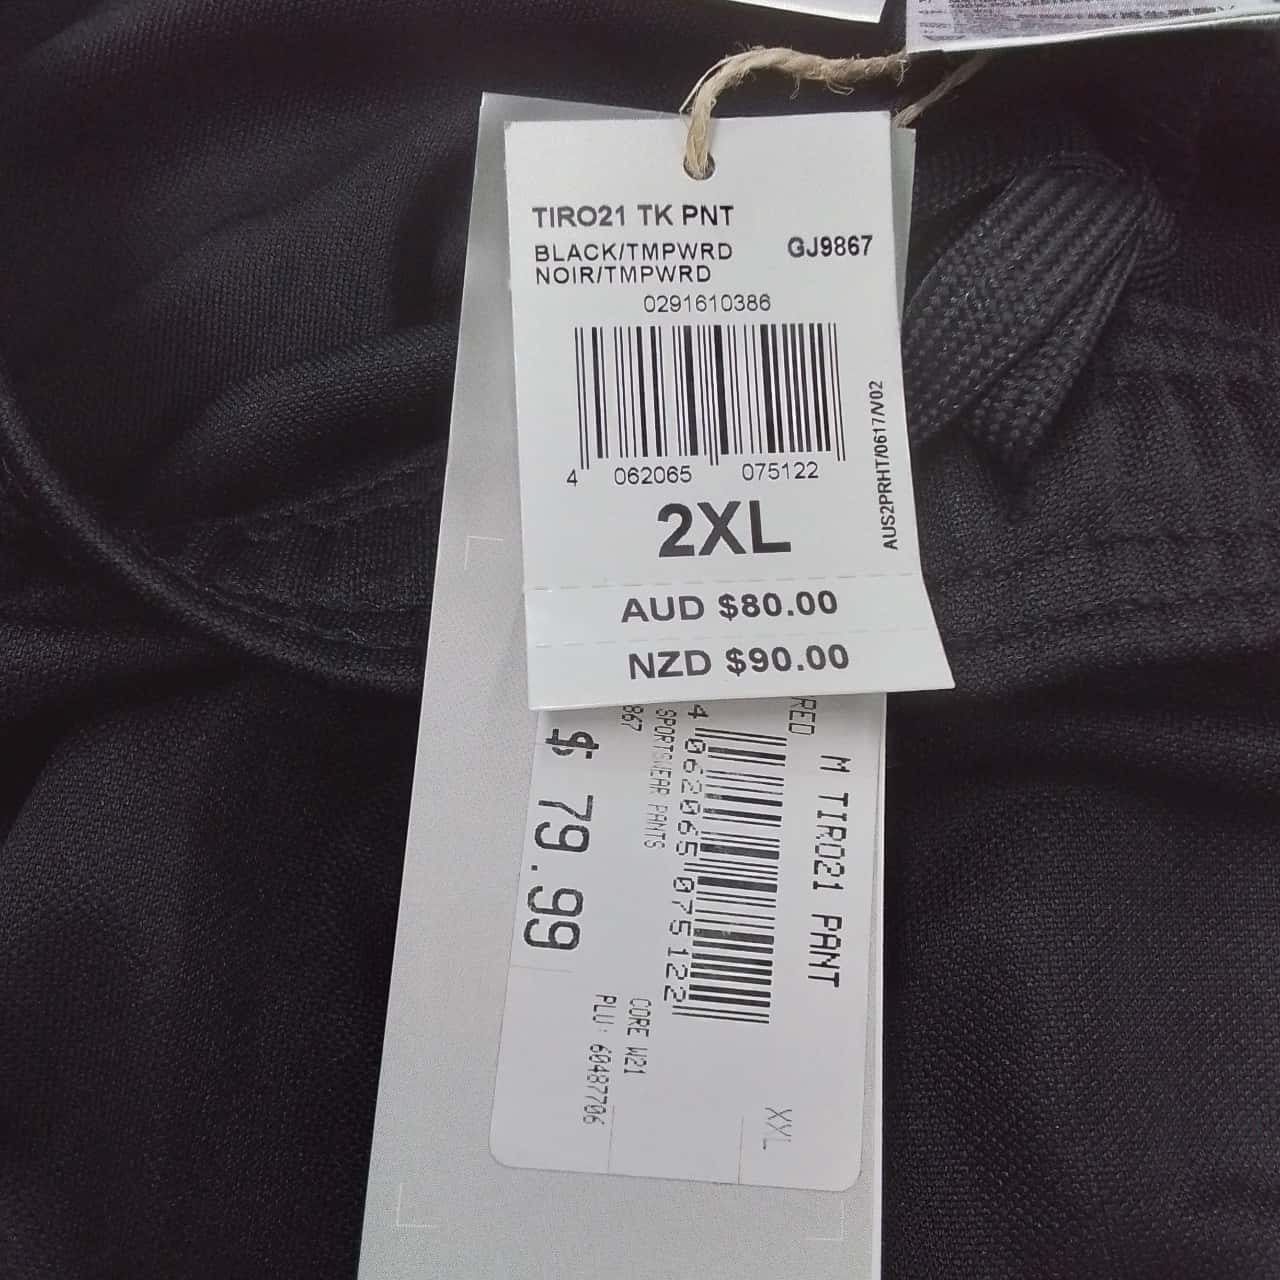 TIRO21 TK PNT
BLACK/TMPWRD GJ9867
NOIR/TMPWRD
0291610386
4 062065 075122
2XL
AUS2PRHT/0617/V02
AUD $80.00
NZD $90.00
M TIRO21 PANT
RED
4 062065 075122
SPORTSWEAR PANTS
867
$ 79.99
XXL
CORE W21
PLU: 60487706